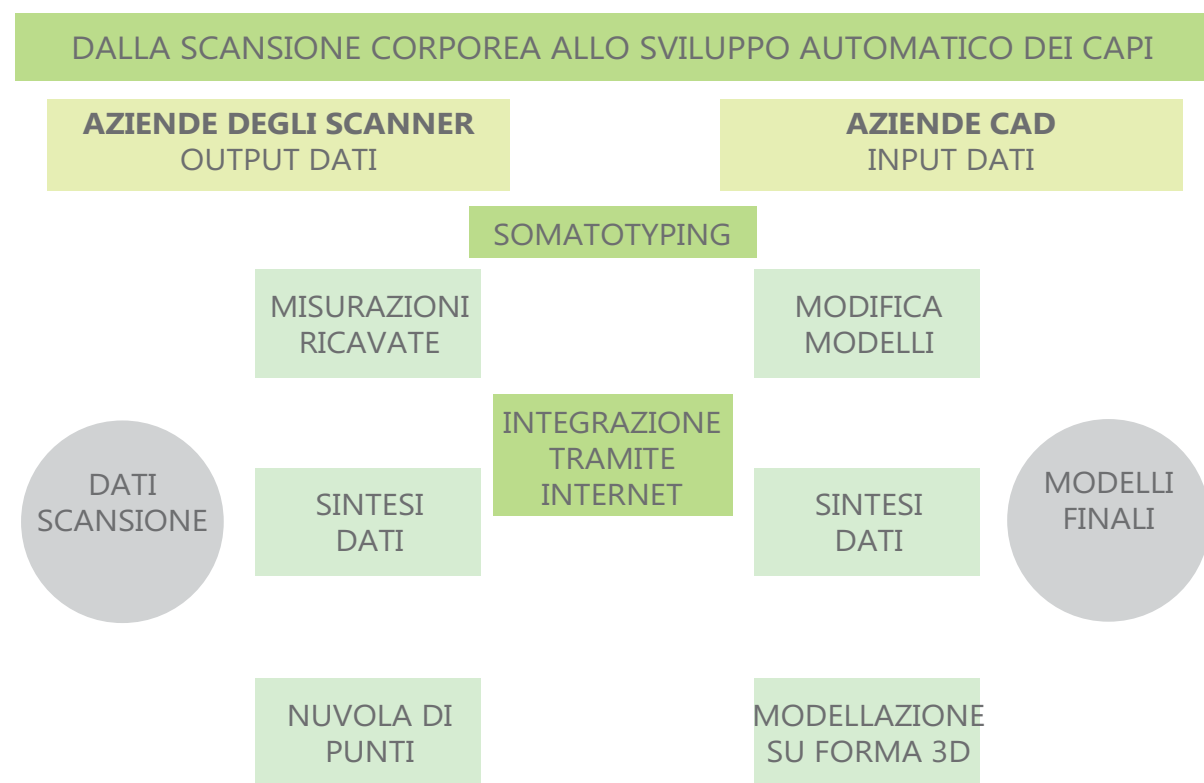 DALLA SCANSIONE CORPOREA ALLO SVILUPPO AUTOMATICO DEI CAPI
AZIENDE DEGLI SCANNER
OUTPUT DATI
AZIENDE CAD
INPUT DATI
SOMATOTYPING
MISURAZIONI
RICAVATE
MODIFICA
MODELLI
INTEGRAZIONE
TRAMITE
INTERNET
DATI
SCANSIONE
SINTESI
DATI
SINTESI
DATI
MODELLI
FINALI
NUVOLA DI
PUNTI
MODELLAZIONE
SU FORMA 3D